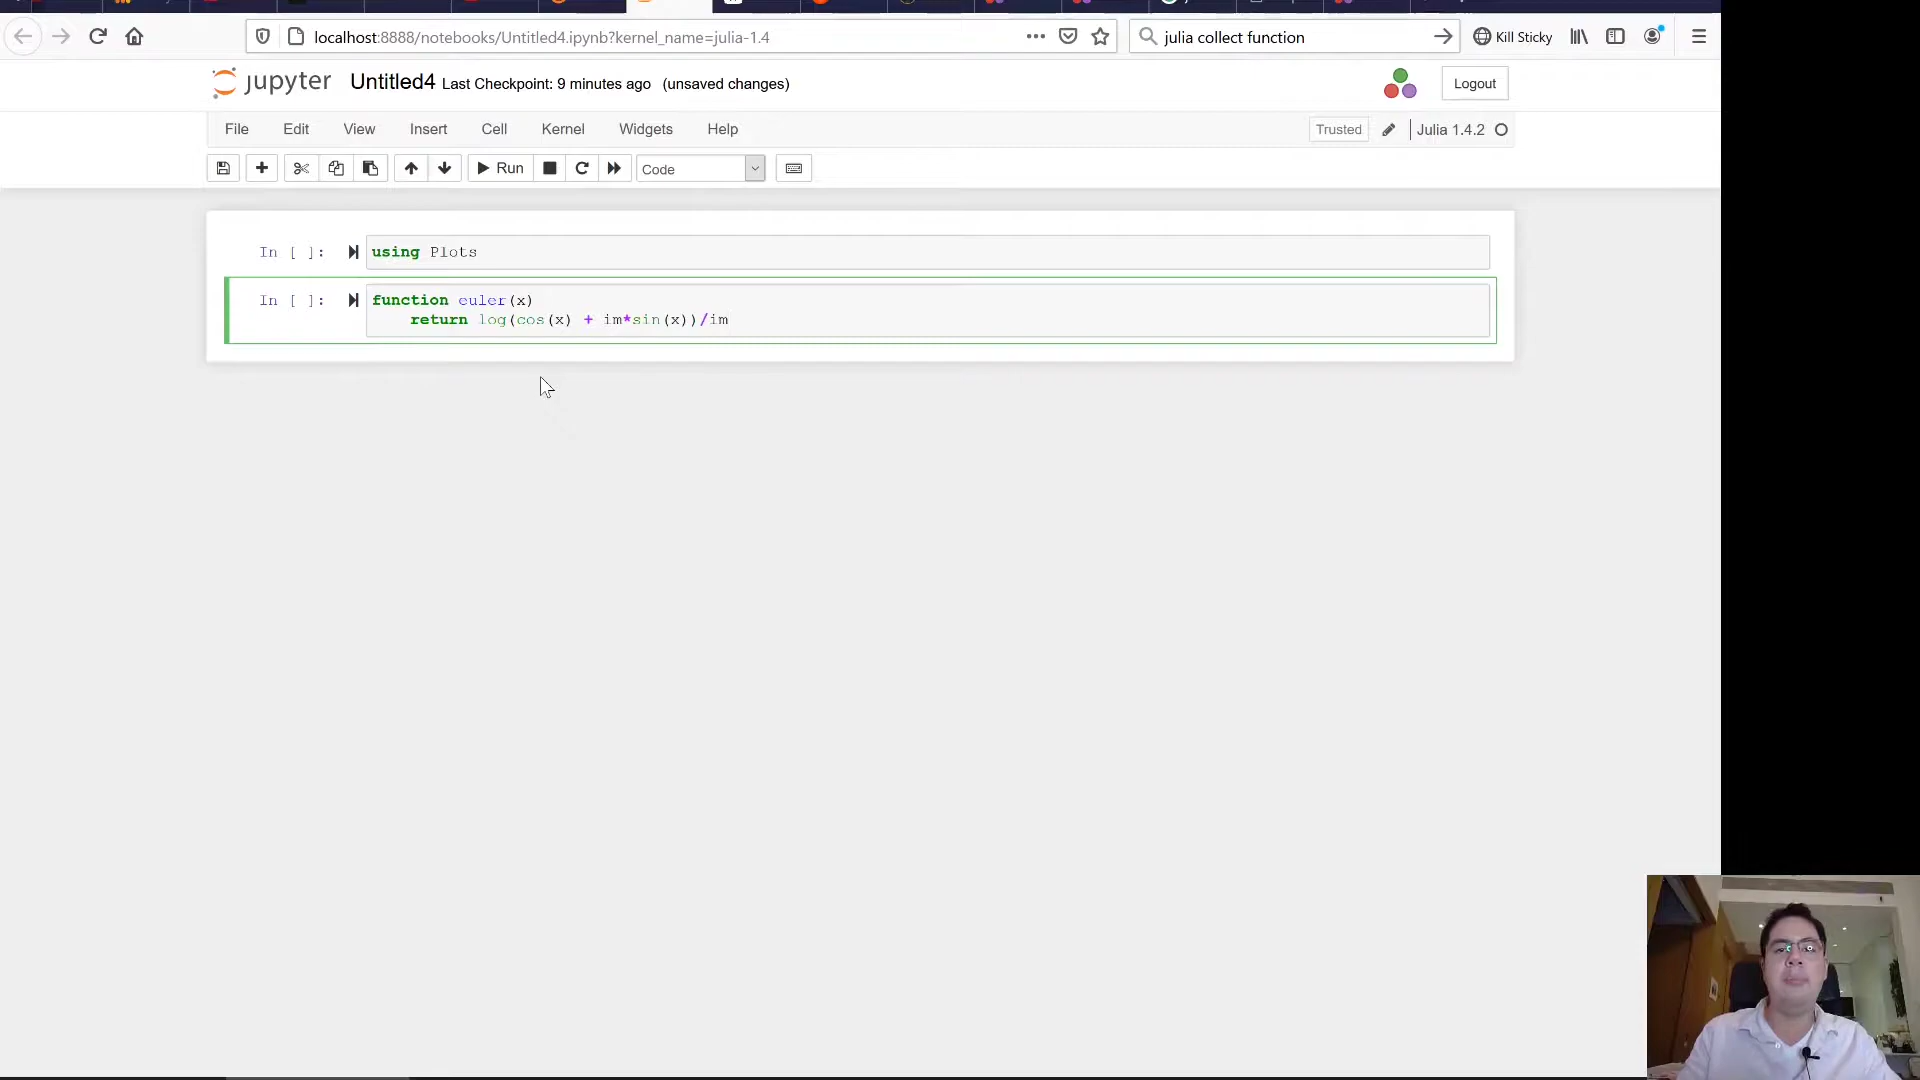 localhost:8888/notebooks/Untitled4.ipynb?kernel_name=julia-1.4
julia collect function
Kill Sticky
jupyter Untitled4 Last Checkpoint: 9 minutes ago (unsaved changes)
Logout
File Edit View Insert Cell Kernel Widgets Help
Trusted
Julia 1.4.2
Run
Code
In [ ]: using Plots
In [ ]: function euler(x)
return log(cos(x) + im*sin(x))/im